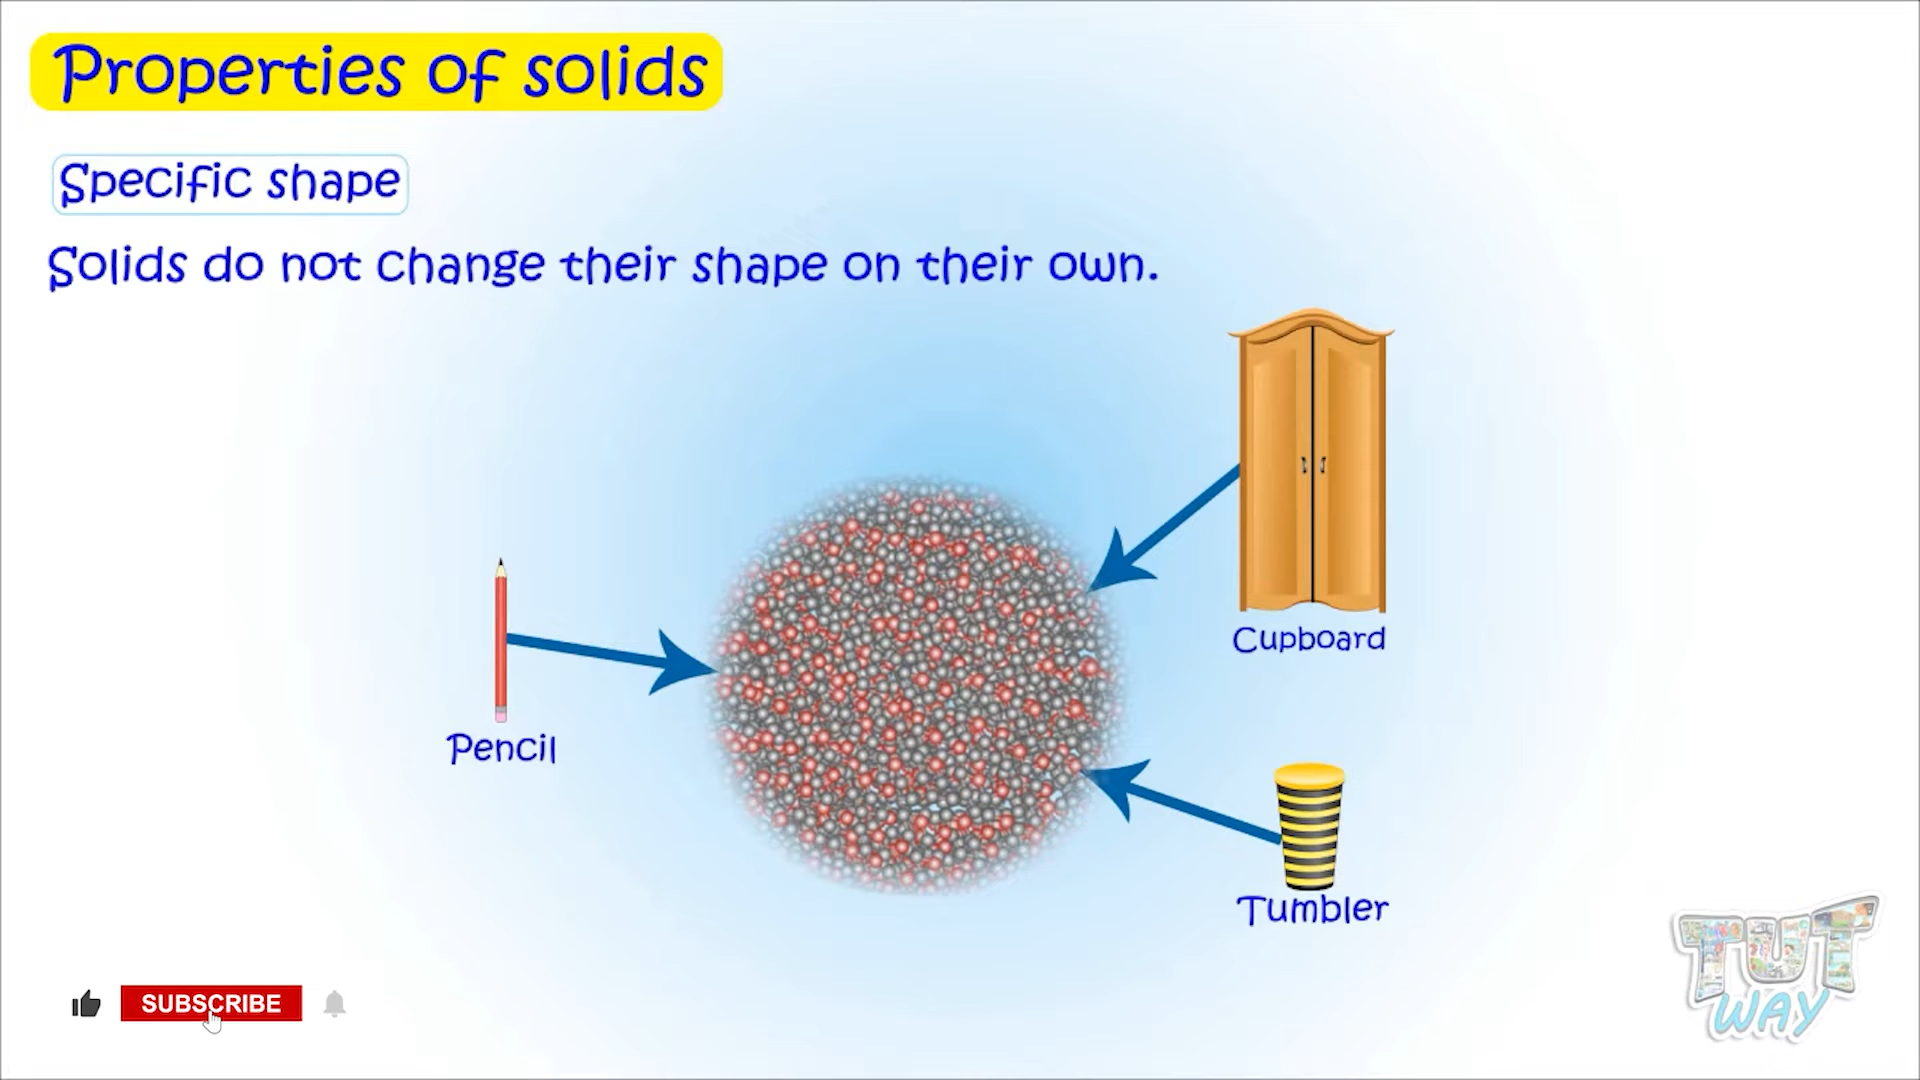 Properties of solids
Specific shape
Solids do not change their shape on their own.
Cupboard
Pencil
Tumbler
SUBSCRIBE
TUT
WAY